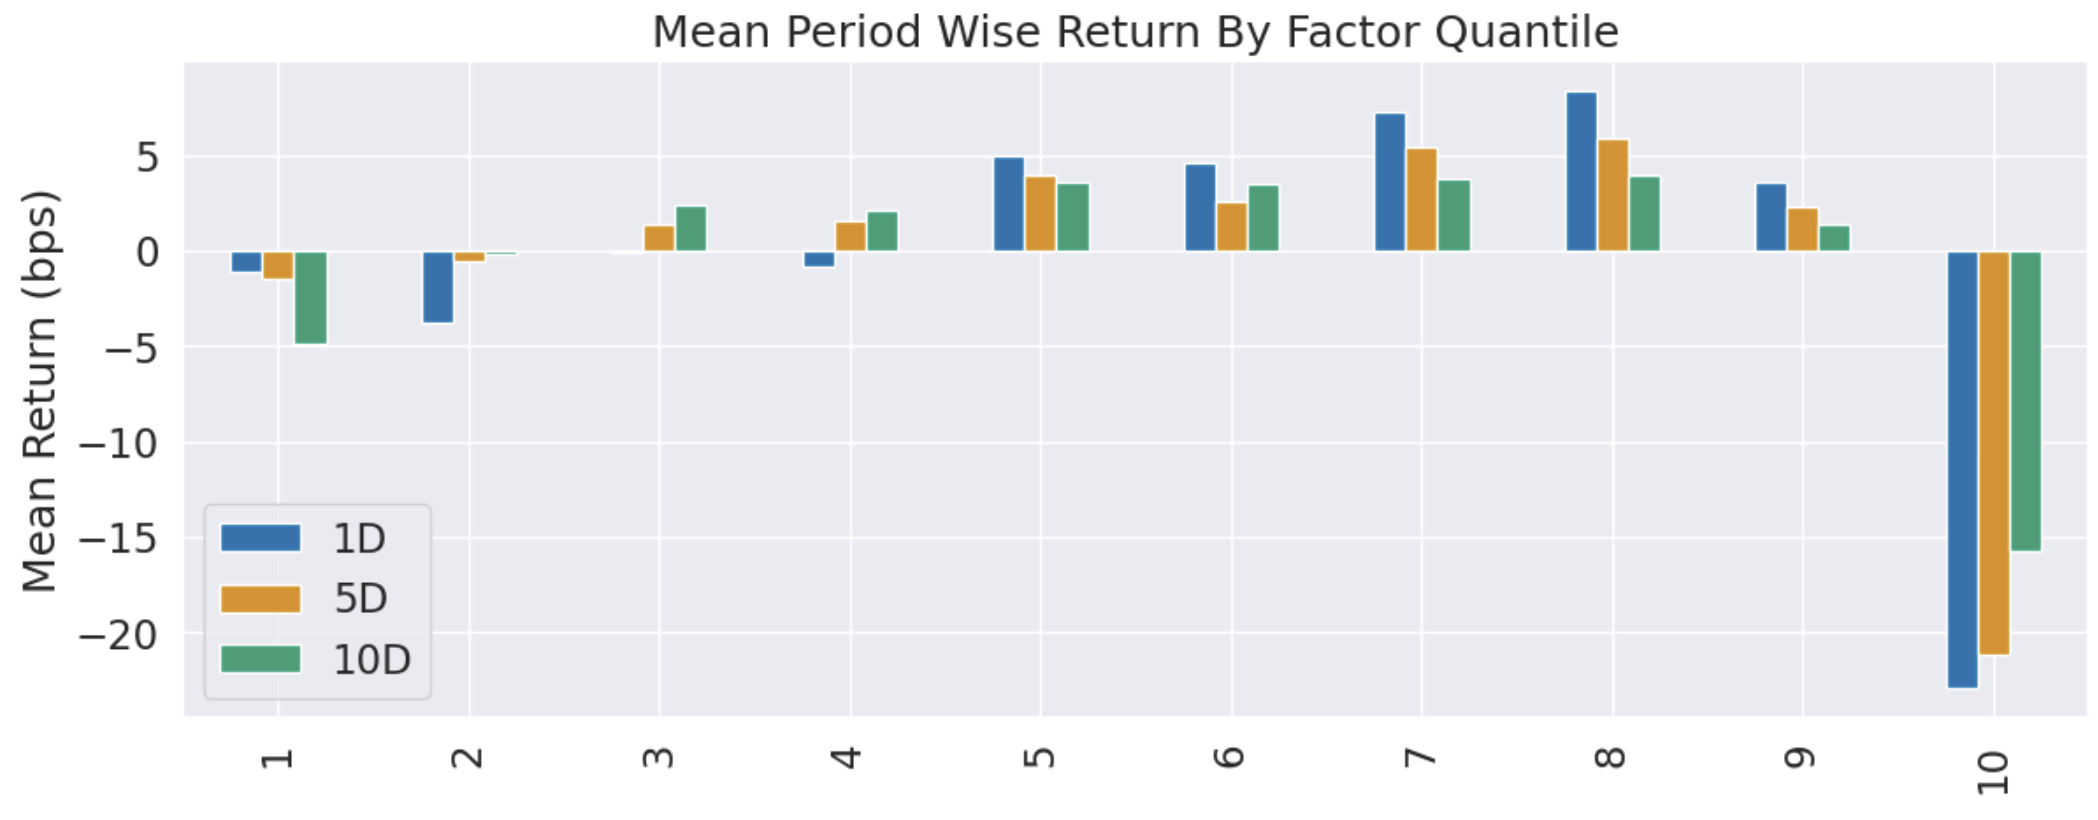 Mean Period Wise Return By Factor Quantile
Mean Return (bps)
5
0
−5
−10
−15
−20
1D
5D
10D
1 2 3 4 5 6 7 8 9 10